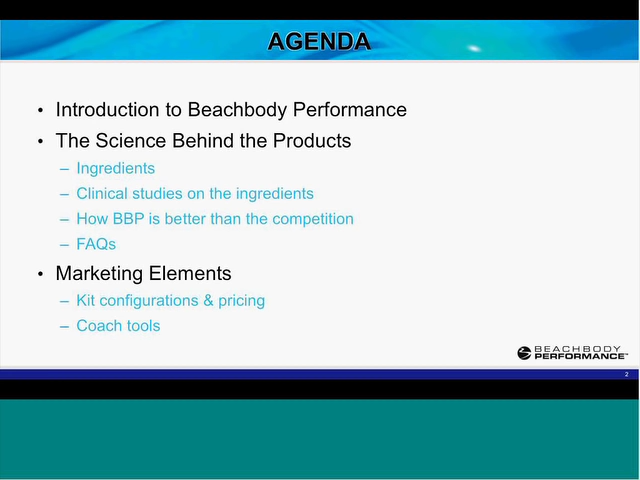 AGENDA
• Introduction to Beachbody Performance
• The Science Behind the Products
– Ingredients
– Clinical studies on the ingredients
– How BBP is better than the competition
– FAQs
• Marketing Elements
– Kit configurations & pricing
– Coach tools
BEACHBODY
PERFORMANCE™
2